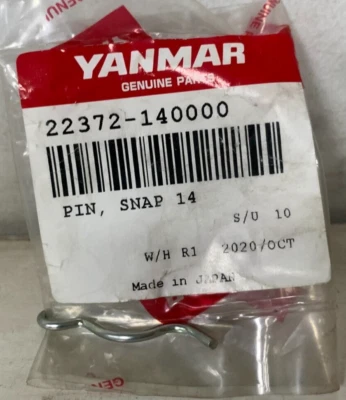 YANMAR
GENUINE PARTS
22372-140000
PIN, SNAP 14
S/U 10
W/H R1 2020/OCT
Made in JAPAN